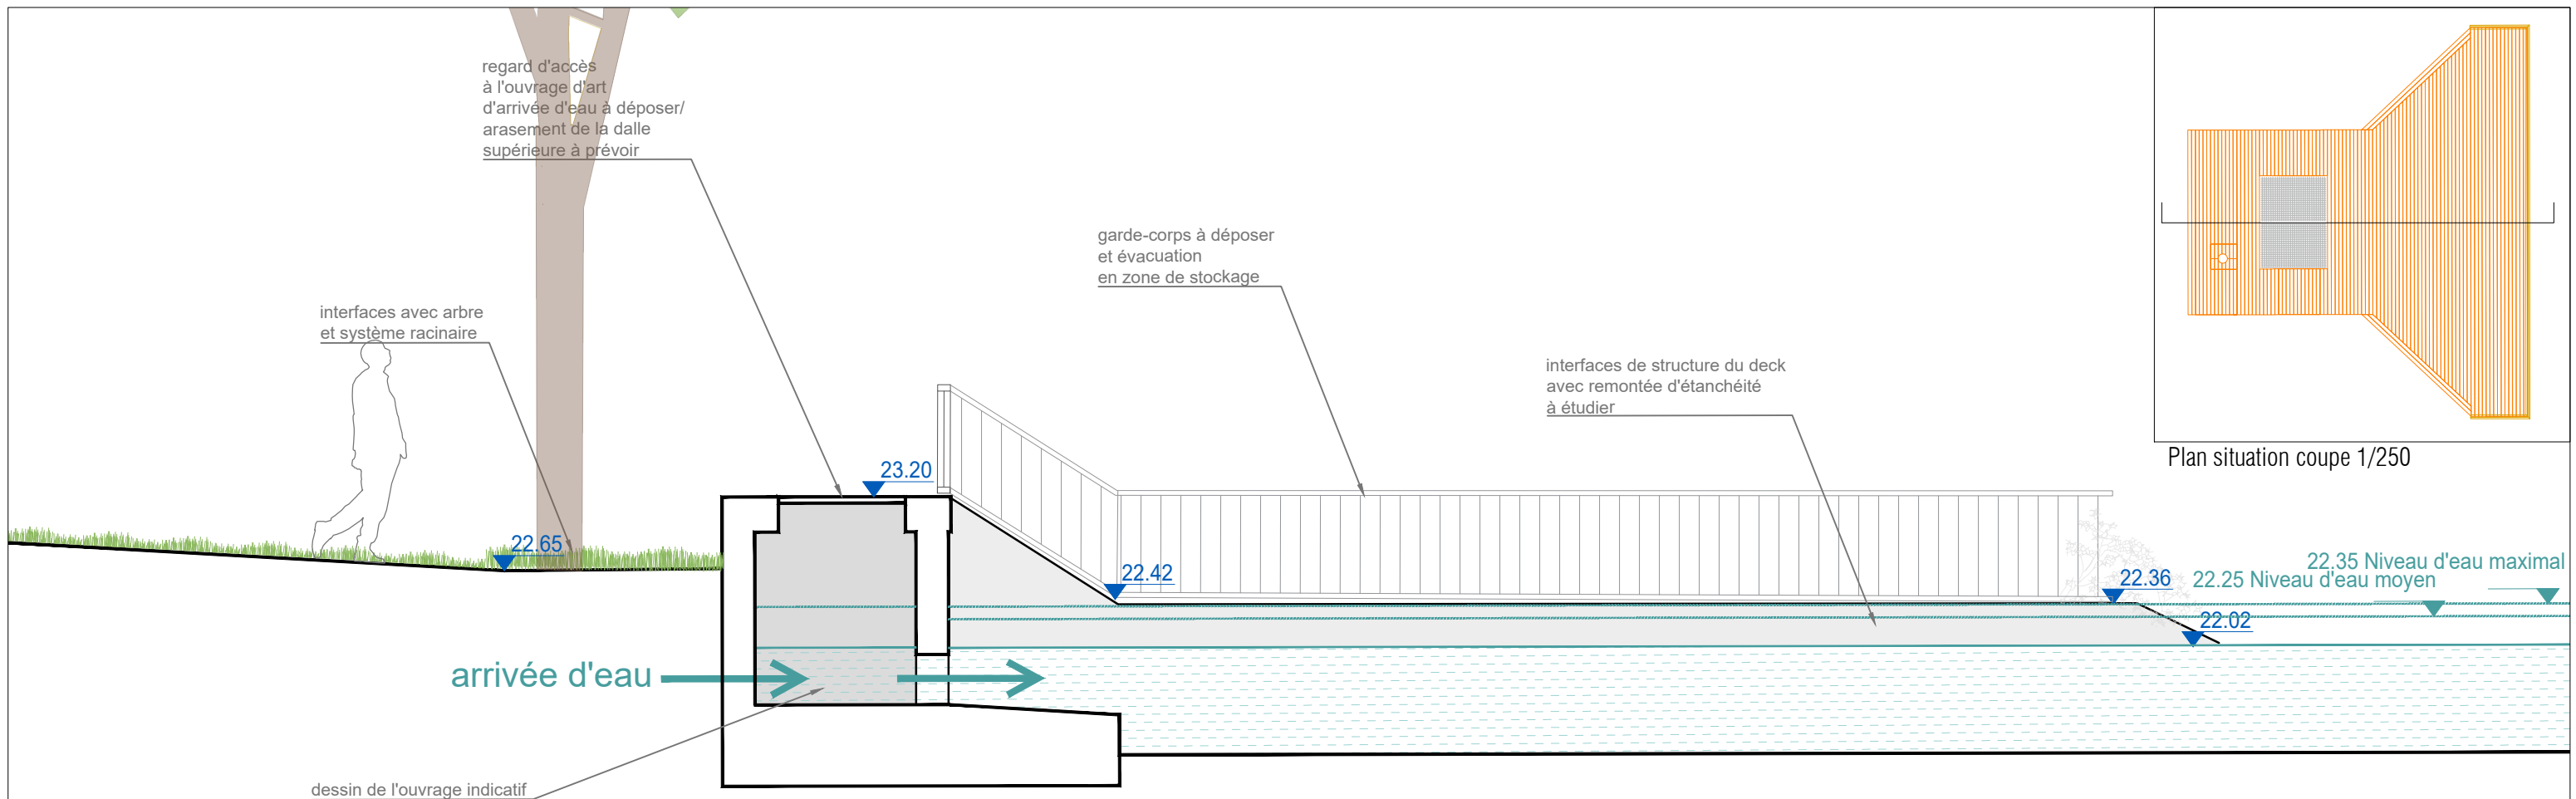 regard d'accès
à l'ouvrage d'art
d'arrivée d'eau à déposer/
arasement de la dalle
supérieure à prévoir
garde-corps à déposer
et évacuation
en zone de stockage
interfaces avec arbre
et système racinaire
interfaces de structure du deck
avec remontée d'étanchéité
à étudier
Plan situation coupe 1/250
23.20
22.65
22.42
22.36
22.35 Niveau d'eau maximal
22.25 Niveau d'eau moyen
22.02
arrivée d'eau
dessin de l'ouvrage indicatif